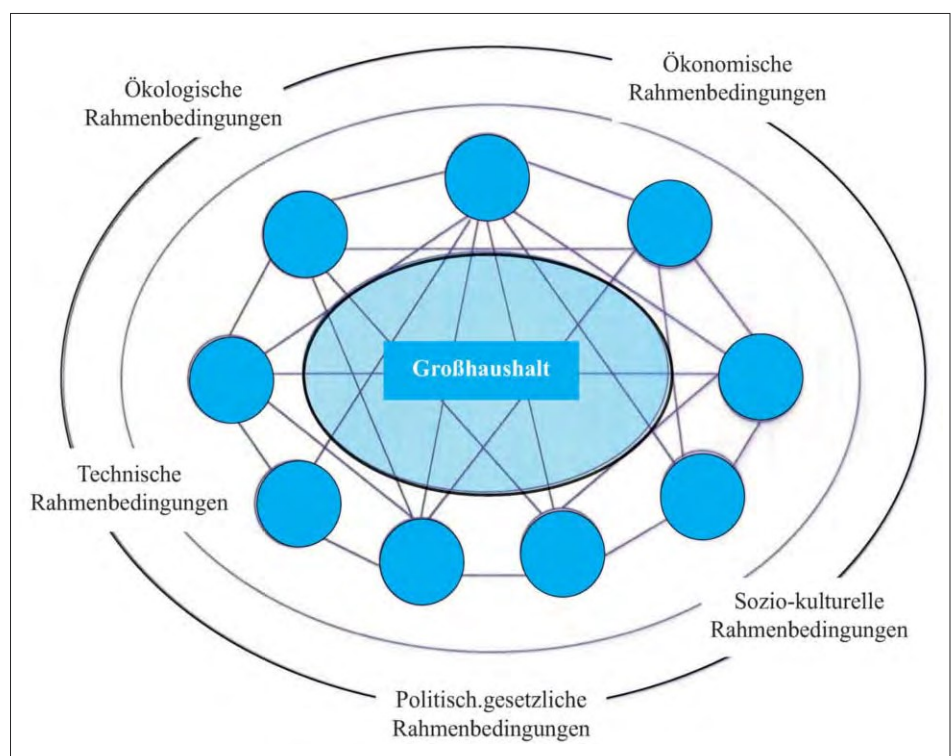 Ökologische
Rahmenbedingungen
Ökonomische
Rahmenbedingungen
Großhaushalt
Technische
Rahmenbedingungen
Sozio-kulturelle
Rahmenbedingungen
Politisch.gesetzliche
Rahmenbedingungen